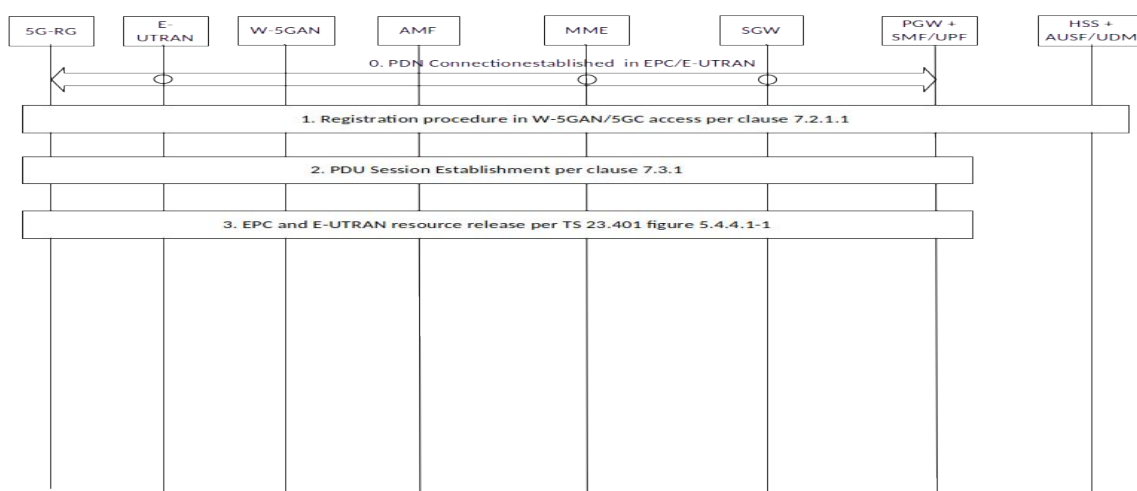 5G-RG
E-
UTRAN
W-5GAN
AMF
MME
SGW
PGW +
SMF/UPF
HSS +
AUSF/UDM
0. PDN Connectionestablished in EPC/E-UTRAN
1. Registration procedure in W-5GAN/5GC access per clause 7.2.1.1
2. PDU Session Establishment per clause 7.3.1
3. EPC and E-UTRAN resource release per TS 23.401 figure 5.4.4.1-1